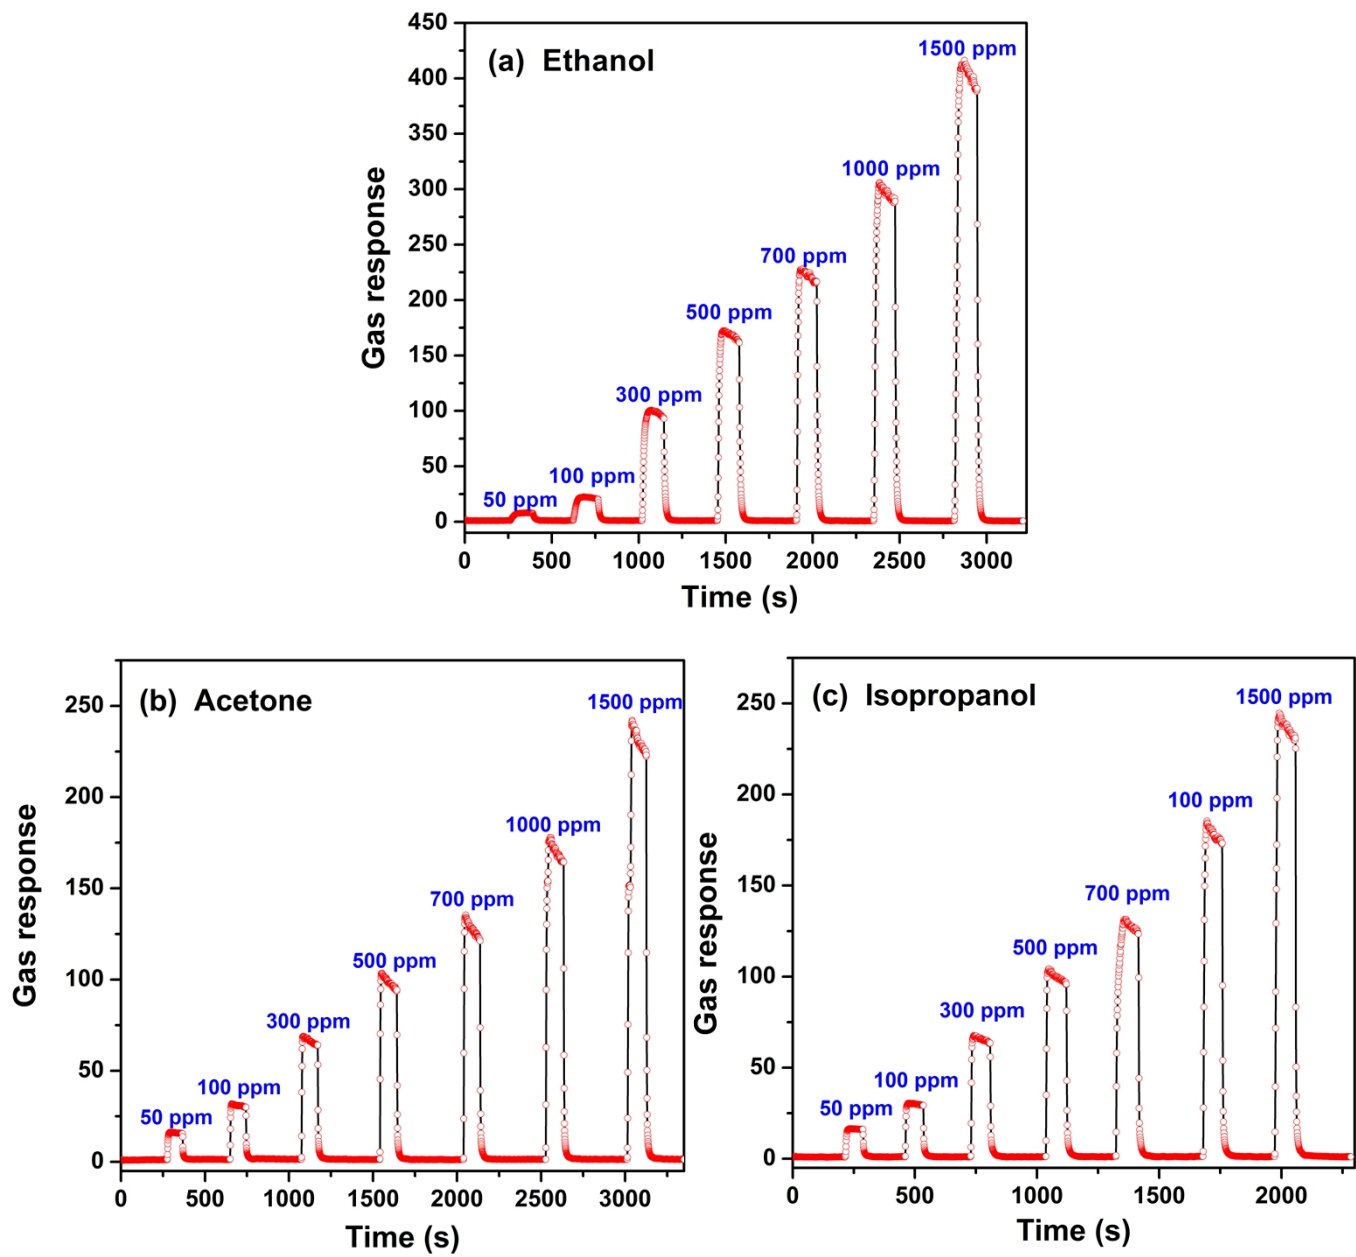 (a) Ethanol
Gas response
450
400
350
300
250
200
150
100
50
0
50 ppm
100 ppm
300 ppm
500 ppm
700 ppm
1000 ppm
1500 ppm
0 500 1000 1500 2000 2500 3000
Time (s)
(b) Acetone
Gas response
250
200
150
100
50
0
50 ppm
100 ppm
300 ppm
500 ppm
700 ppm
1000 ppm
1500 ppm
0 500 1000 1500 2000 2500 3000
Time (s)
(c) Isopropanol
Gas response
250
200
150
100
50
0
50 ppm
100 ppm
300 ppm
500 ppm
700 ppm
100 ppm
1500 ppm
0 500 1000 1500 2000
Time (s)